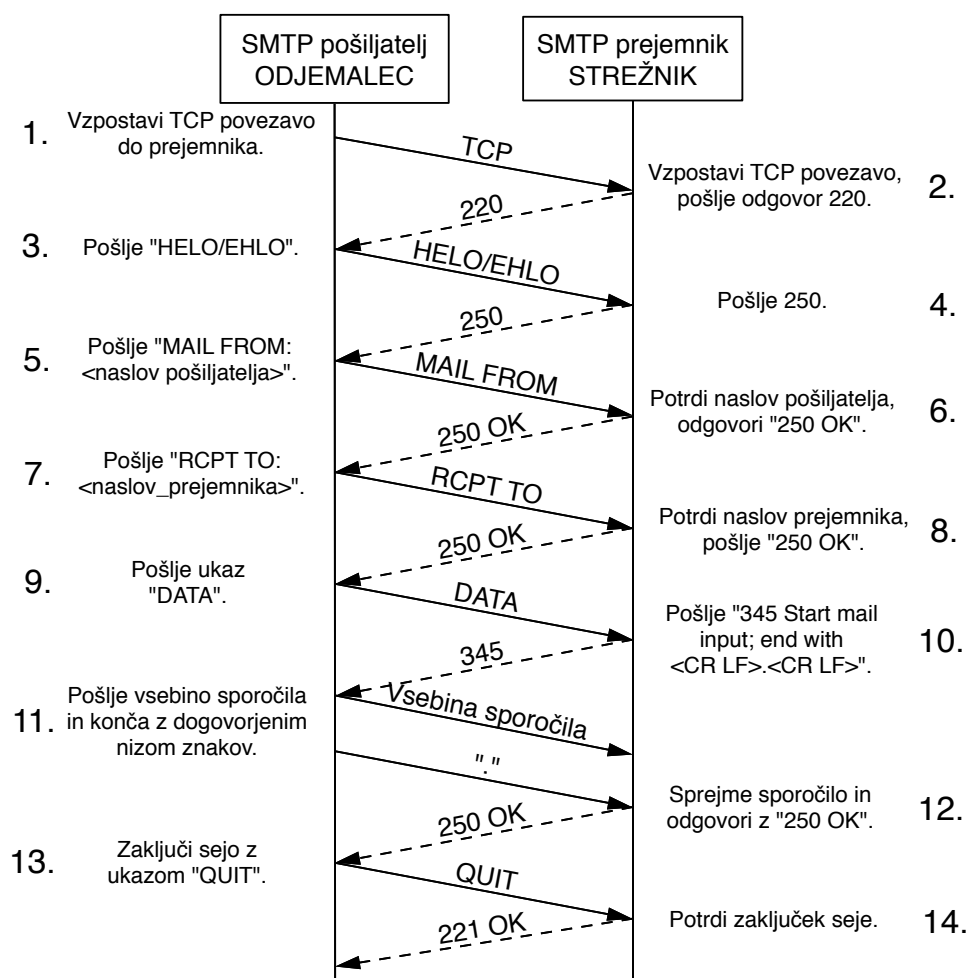 SMTP pošiljatelj
ODJEMALEC
SMTP prejemnik
STREŽNIK
1.
Vzpostavi TCP povezavo
do prejemnika.
TCP
Vzpostavi TCP povezavo,
pošlje odgovor 220.
2.
220
3.
Pošlje "HELO/EHLO".
HELO/EHLO
Pošlje 250.
4.
250
5.
Pošlje "MAIL FROM:
<naslov pošiljatelja>".
MAIL FROM
Potrdi naslov pošiljatelja,
odgovori "250 OK".
6.
250 OK
7.
Pošlje "RCPT TO:
<naslov_prejemnika>".
RCPT TO
Potrdi naslov prejemnika,
pošlje "250 OK".
8.
250 OK
9.
Pošlje ukaz
"DATA".
DATA
Pošlje "345 Start mail
input; end with
<CR LF>.<CR LF>".
10.
345
11.
Pošlje vsebino sporočila
in konča z dogovorjenim
nizom znakov.
Vsebina sporočila
"."
Sprejme sporočilo in
odgovori z "250 OK".
12.
250 OK
13.
Zaključi sejo z
ukazom "QUIT".
QUIT
Potrdi zaključek seje.
14.
221 OK